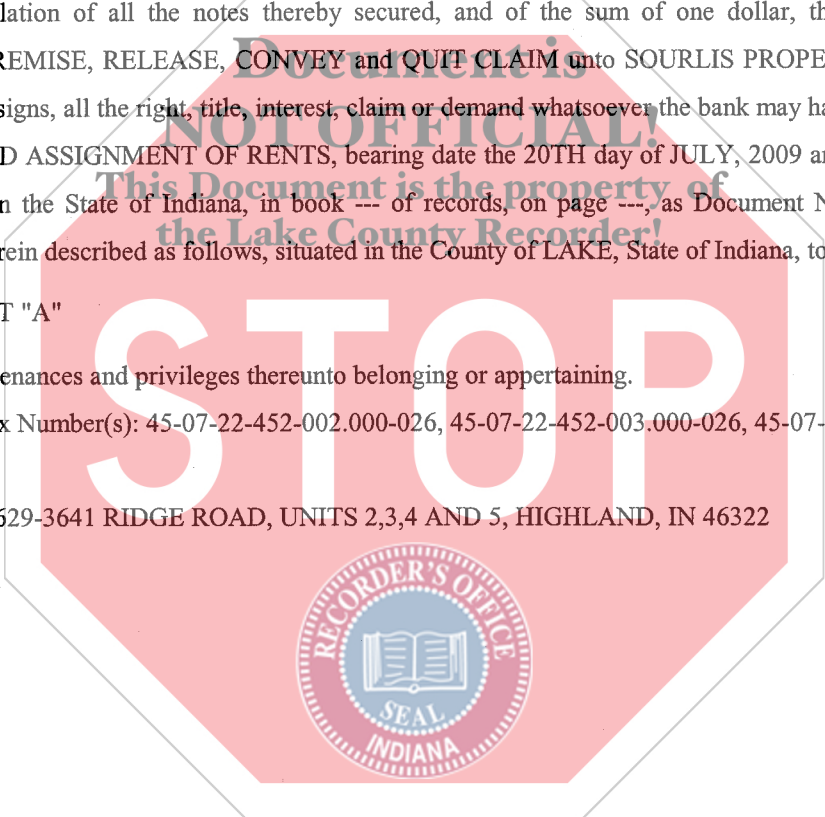 lation of all the notes thereby secured, and of the sum of one dollar, th
REMISE, RELEASE, CONVEY and QUIT CLAIM unto SOURLIS PROPE
signs, all the right, title, interest, claim or demand whatsoever the bank may ha
D ASSIGNMENT OF RENTS, bearing date the 20TH day of JULY, 2009 a
n the State of Indiana, in book --- of records, on page ---, as Document N
rein described as follows, situated in the County of LAKE, State of Indiana, to
T "A"
enances and privileges thereunto belonging or appertaining.
x Number(s): 45-07-22-452-002.000-026, 45-07-22-452-003.000-026, 45-07-
629-3641 RIDGE ROAD, UNITS 2,3,4 AND 5, HIGHLAND, IN 46322
Document is
NOT OFFICIAL!
This Document is the property of
the Lake County Recorder!
STOP
RECORDER'S OFFICE
SEAL
INDIANA